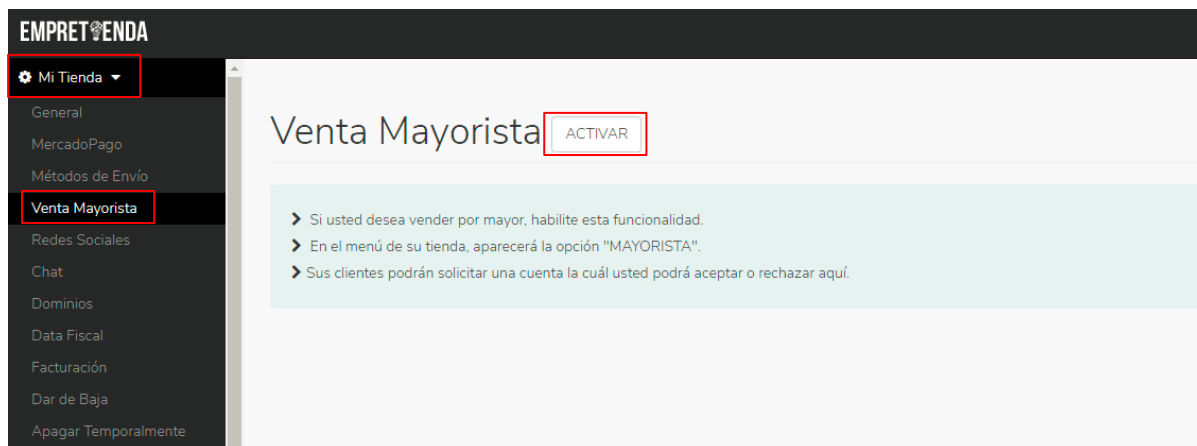 EMPRETIENDA
Mi Tienda
General
MercadoPago
Métodos de Envío
Venta Mayorista
Redes Sociales
Chat
Dominios
Data Fiscal
Facturación
Dar de Baja
Apagar Temporalmente
Venta Mayorista ACTIVAR
Si usted desea vender por mayor, habilite esta funcionalidad.
En el menú de su tienda, aparecerá la opción "MAYORISTA".
Sus clientes podrán solicitar una cuenta la cuál usted podrá aceptar o rechazar aquí.